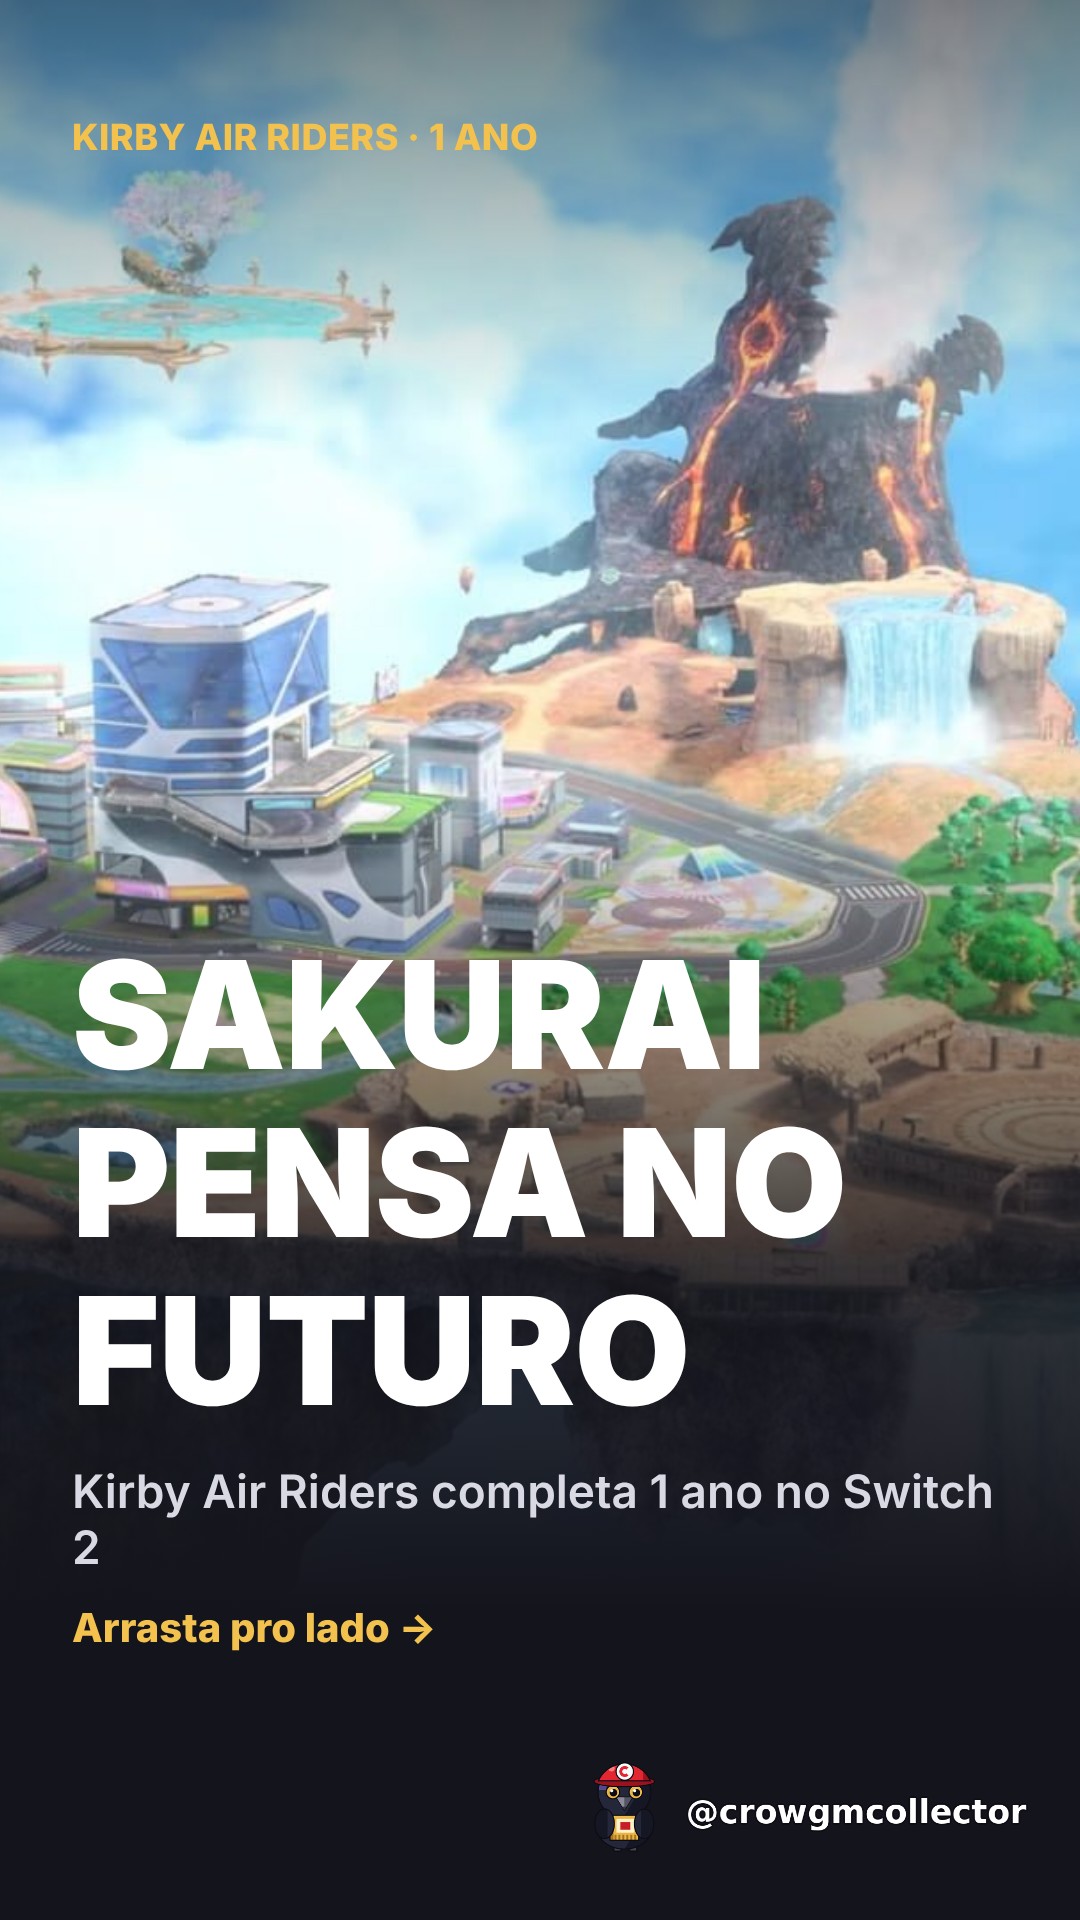 KIRBY AIR RIDERS · 1 ANO
SAKURAI
PENSA NO
FUTURO
Kirby Air Riders completa 1 ano no Switch
2
Arrasta pro lado →
C
@crowgmcollector